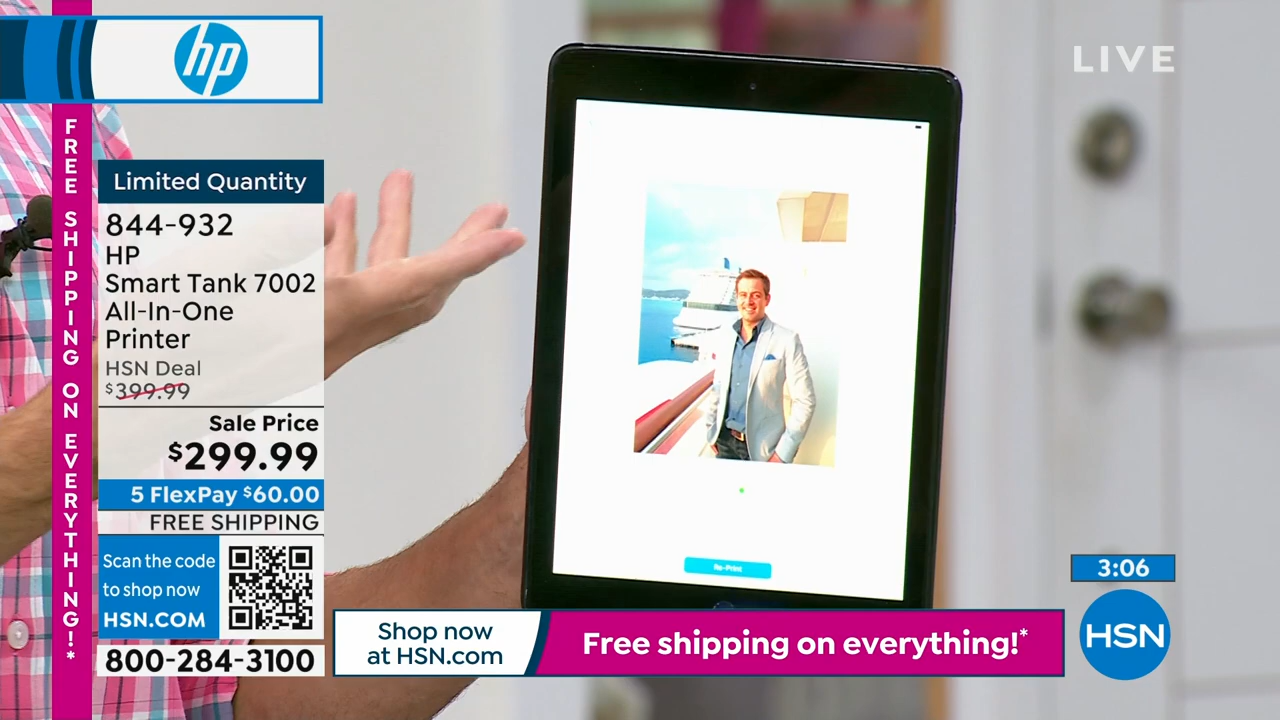 hp
LIVE
FREE SHIPPING ON EVERYTHING!*
Limited Quantity
844-932
HP
Smart Tank 7002
All-In-One
Printer
HSN Deal
$399.99
Sale Price
$299.99
5 FlexPay $60.00
FREE SHIPPING
Scan the code
to shop now
HSN.COM
800-284-3100
Re-Print
Shop now
at HSN.com
Free shipping on everything!*
3:06
HSN